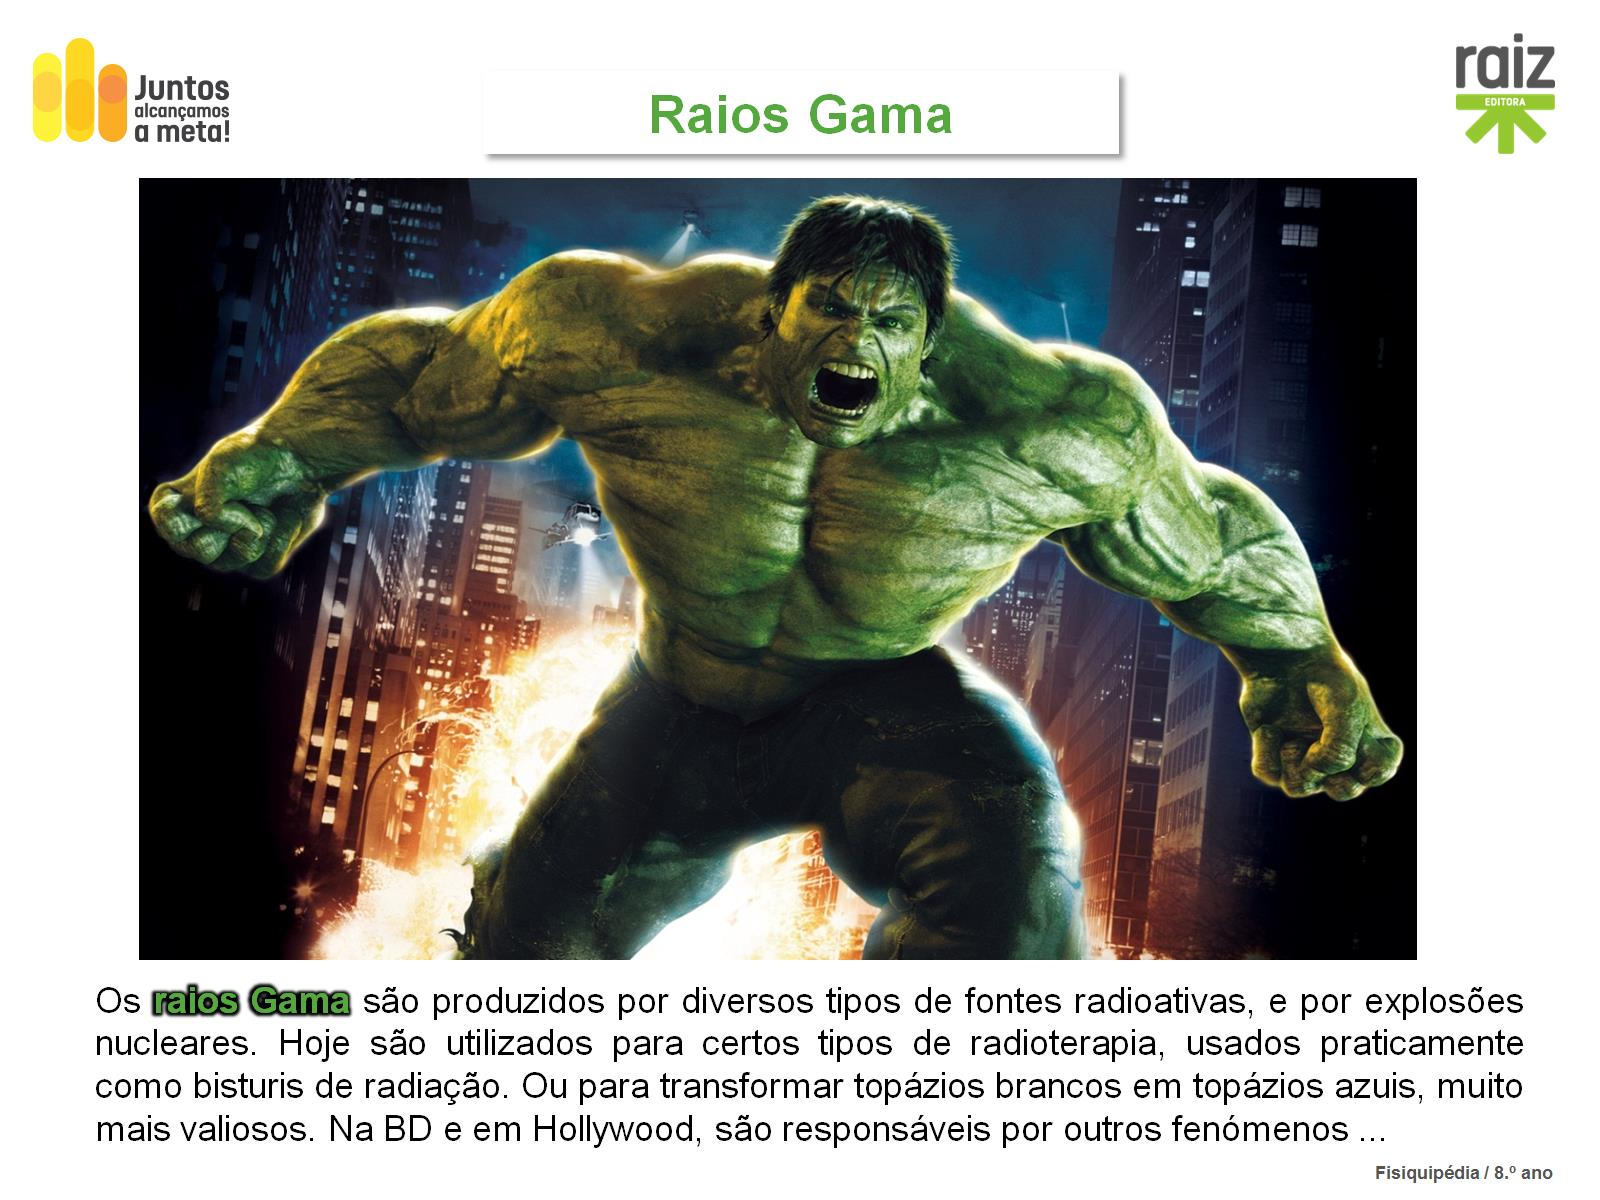 Juntos
alcançamos
a meta!
Raios Gama
raiz
EDITORA
Os raios Gama são produzidos por diversos tipos de fontes radioativas, e por explosões
nucleares. Hoje são utilizados para certos tipos de radioterapia, usados praticamente
como bisturis de radiação. Ou para transformar topázios brancos em topázios azuis, muito
mais valiosos. Na BD e em Hollywood, são responsáveis por outros fenómenos ...
Fisiquipédia / 8.º ano